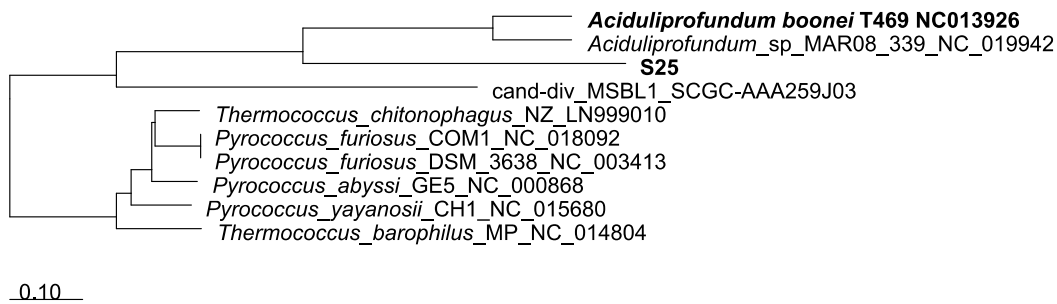 Aciduliprofundum boonei T469 NC013926
Aciduliprofundum_sp_MAR08_339_NC_019942
S25
cand-div_MSBL1_SCGC-AAA259J03
Thermococcus_chitonophagus_NZ_LN999010
Pyrococcus_furiosus_COM1_NC_018092
Pyrococcus_furiosus_DSM_3638_NC_003413
Pyrococcus_abyssi_GE5_NC_000868
Pyrococcus_yayanosii_CH1_NC_015680
Thermococcus_barophilus_MP_NC_014804
0.10